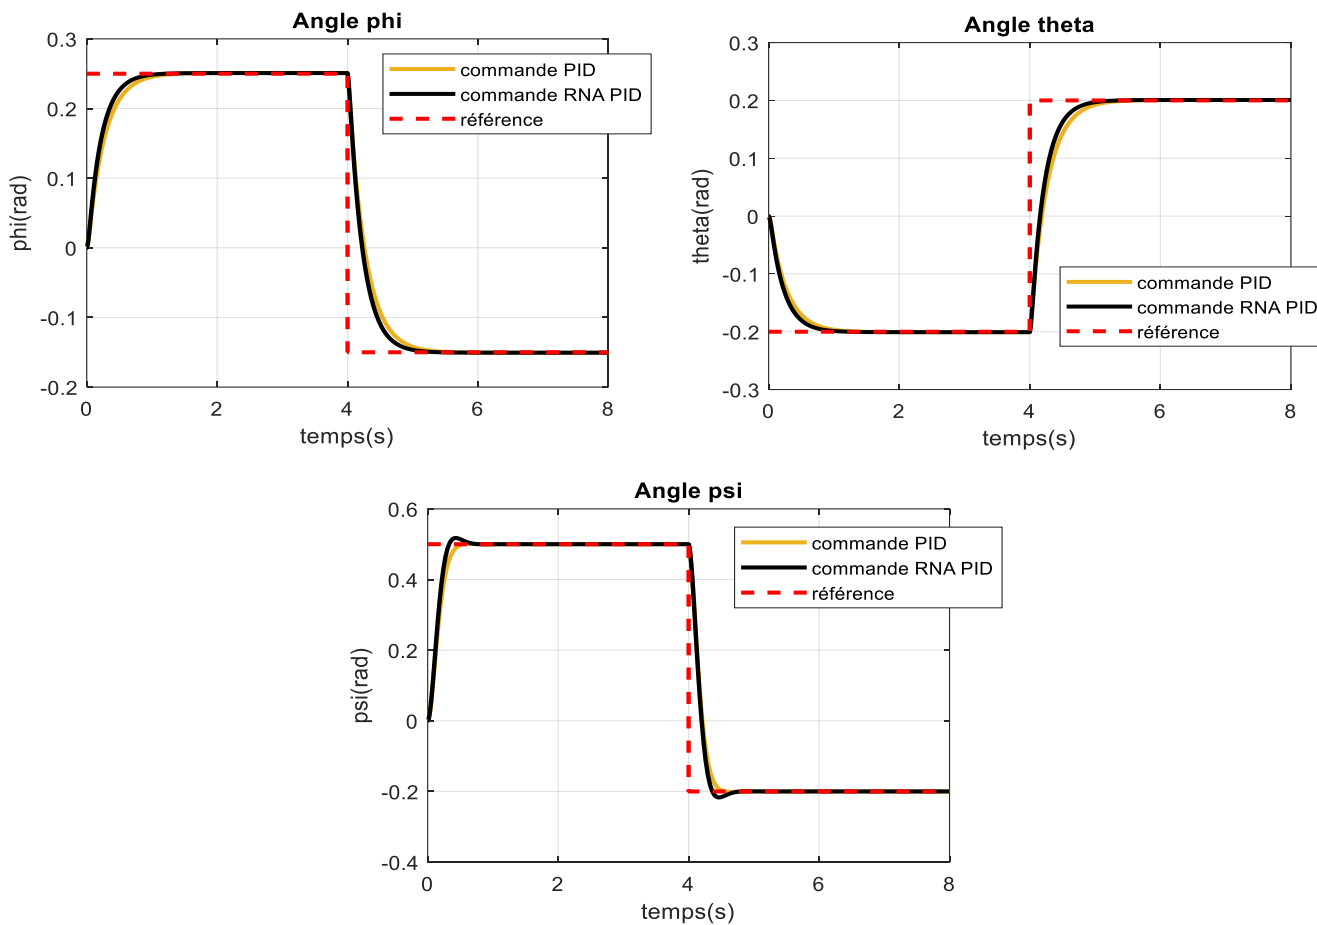 Angle phi
0.3
0.2
0.1
0
-0.1
-0.2
phi(rad)
0 2 4 6 8
temps(s)
commande PID
commande RNA PID
référence
Angle theta
0.3
0.2
0.1
0
-0.1
-0.2
-0.3
theta(rad)
0 2 4 6 8
temps(s)
commande PID
commande RNA PID
référence
Angle psi
0.6
0.4
0.2
0
-0.2
-0.4
psi(rad)
0 2 4 6 8
temps(s)
commande PID
commande RNA PID
référence